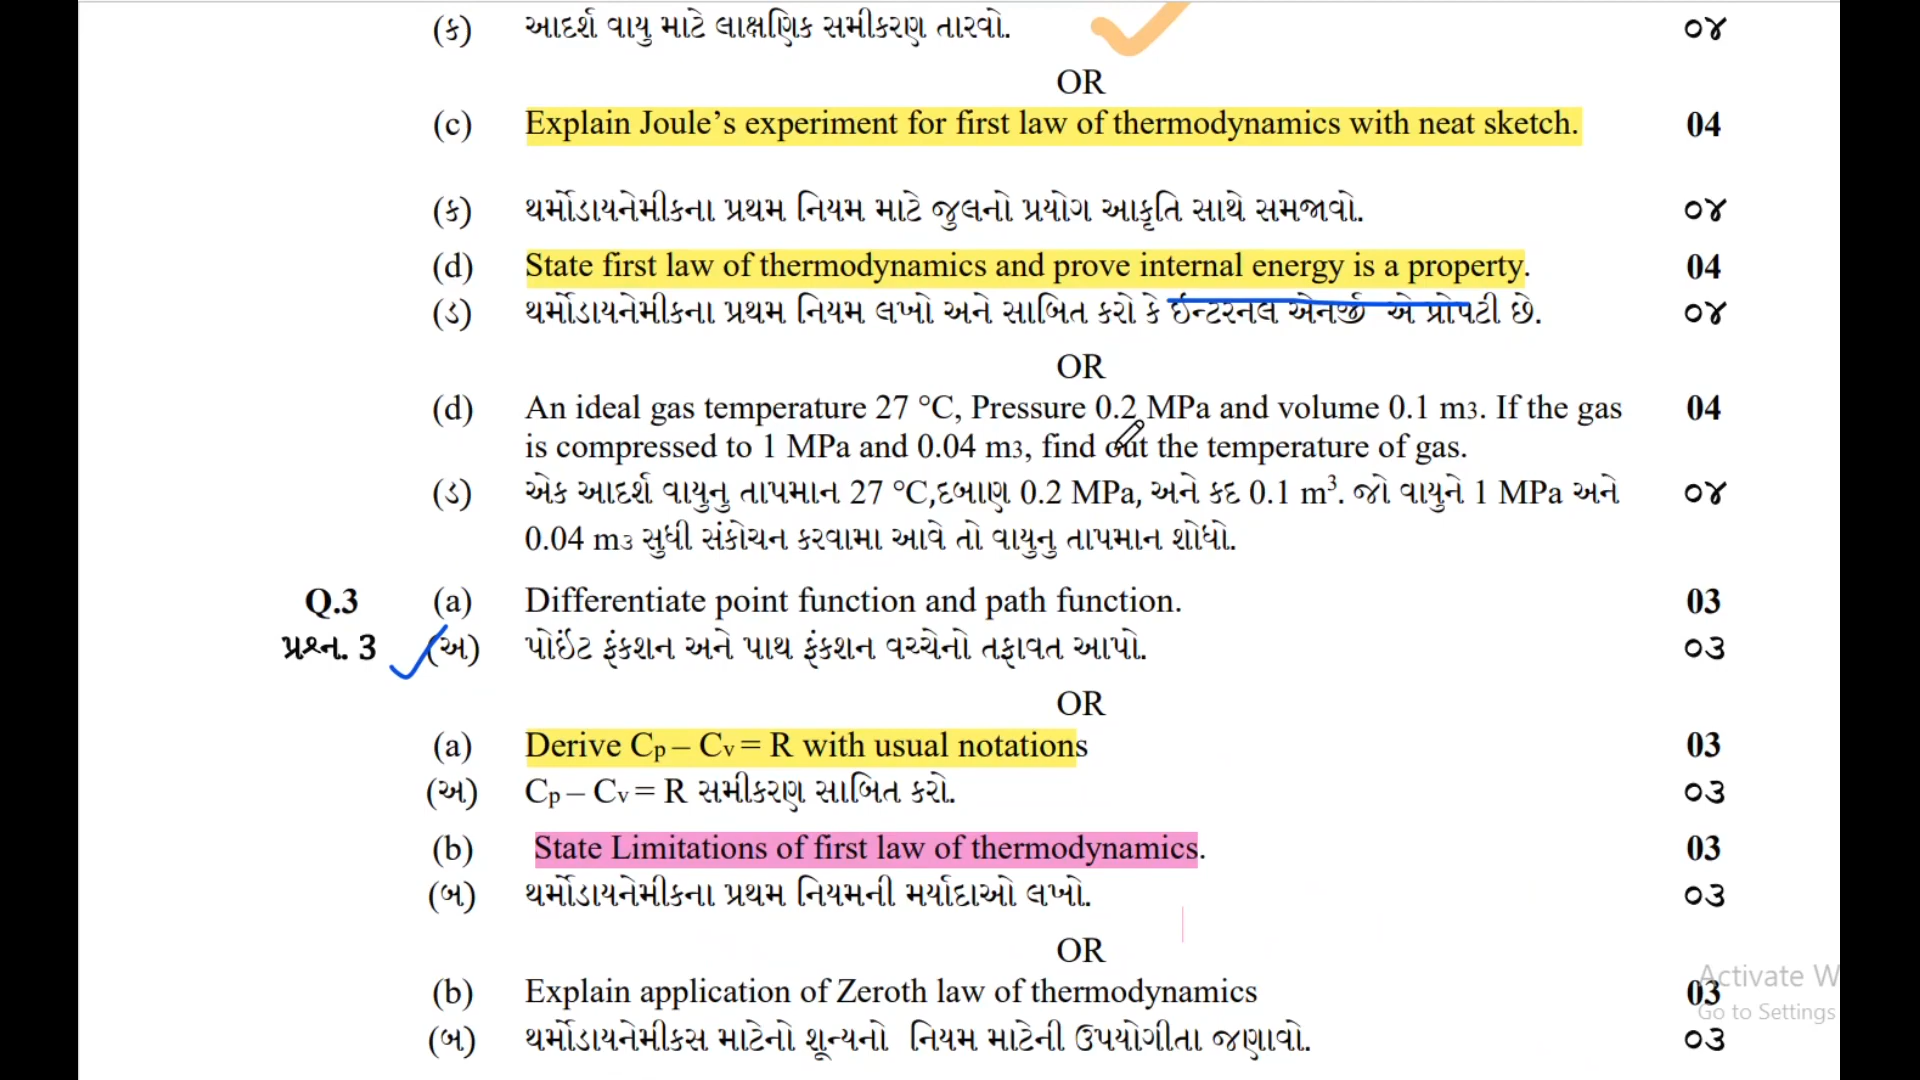 (ક) આદર્શ વાયુ માટે લાક્ષણિક સમીકરણ તારવો. ૦૪
OR
(c) Explain Joule’s experiment for first law of thermodynamics with neat sketch. 04
(ક) થર્મોડાયનેમીકના પ્રથમ નિયમ માટે જુલનો પ્રયોગ આકૃતિ સાથે સમજાવો. ૦૪
(d) State first law of thermodynamics and prove internal energy is a property. 04
(ડ) થર્મોડાયનેમીકના પ્રથમ નિયમ લખો અને સાબિત કરો કે ઈન્ટરનલ એનર્જી એ પ્રોપટી છે. ૦૪
OR
(d) An ideal gas temperature 27 °C, Pressure 0.2 MPa and volume 0.1 m3. If the gas 04
is compressed to 1 MPa and 0.04 m3, find out the temperature of gas.
(ડ) એક આદર્શ વાયુનુ તાપમાન 27 °C,દબાણ 0.2 MPa, અને કદ 0.1 m³. જો વાયુને 1 MPa અને ૦૪
0.04 m3 સુધી સંકોચન કરવામા આવે તો વાયુનુ તાપમાન શોધો.
Q.3 (a) Differentiate point function and path function. 03
પ્રશ્ન. 3 (અ) પોઇંટ ફંકશન અને પાથ ફંકશન વચ્ચેનો તફાવત આપો. ૦૩
OR
(a) Derive Cp – Cv = R with usual notations 03
(અ) Cp – Cv = R સમીકરણ સાબિત કરો. ૦૩
(b) State Limitations of first law of thermodynamics. 03
(બ) થર્મોડાયનેમીકના પ્રથમ નિયમની મર્યાદાઓ લખો. ૦૩
OR
(b) Explain application of Zeroth law of thermodynamics 03
(બ) થર્મોડાયનેમીકસ માટેનો શૂન્યનો નિયમ માટેની ઉપયોગીતા જણાવો. ૦૩
Activate W
Go to Settings